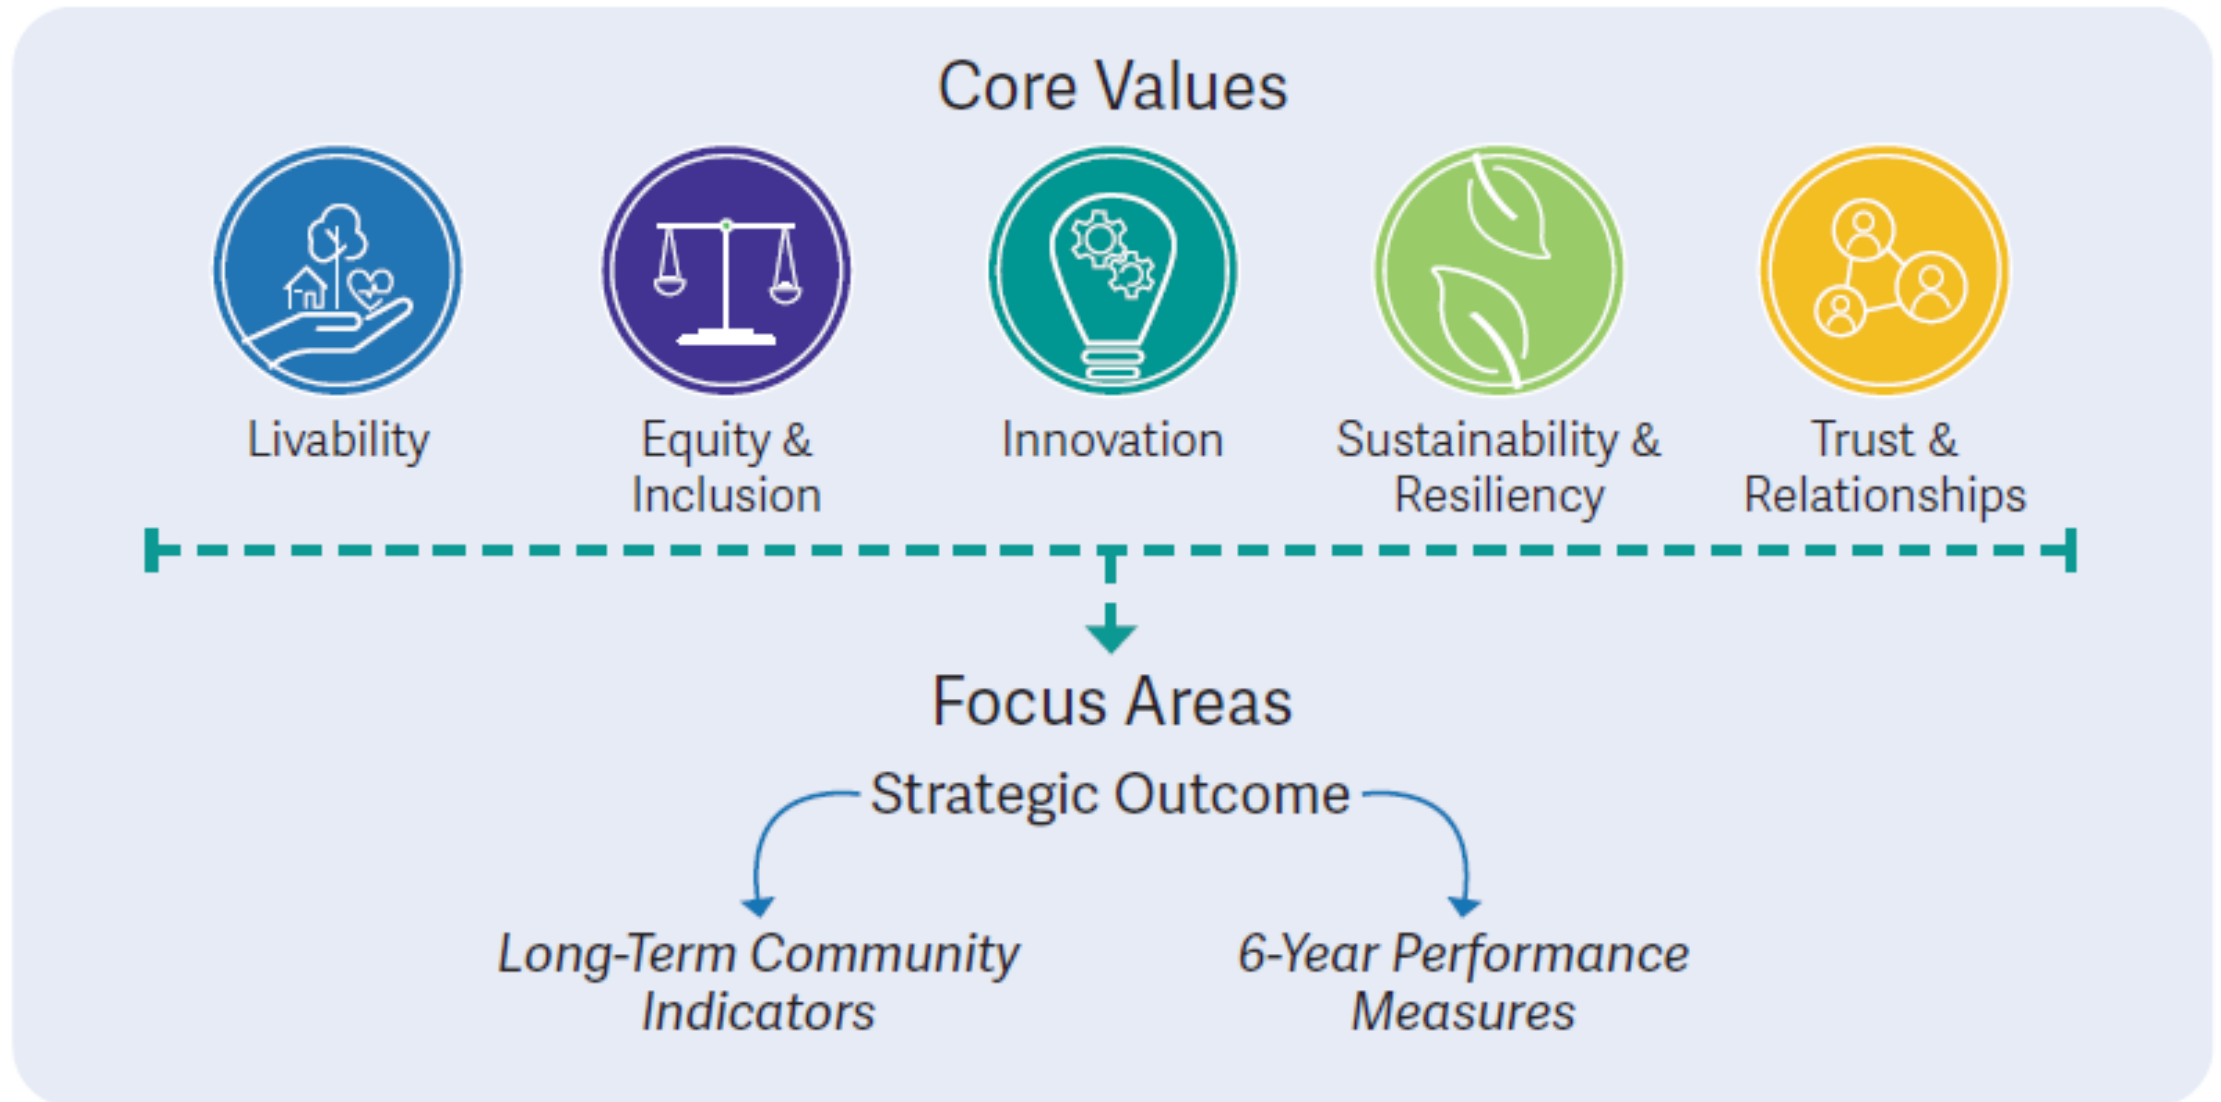 Core Values
Livability
Equity &
Inclusion
Innovation
Sustainability &
Resiliency
Trust &
Relationships
Focus Areas
Strategic Outcome
Long-Term Community
Indicators
6-Year Performance
Measures